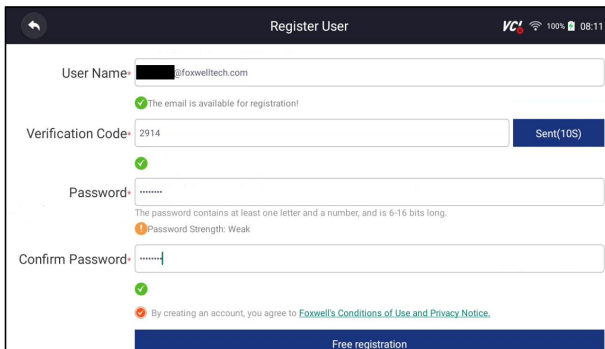 Register User
VCI 100% 08:11
User Name* @foxwelltech.com
The email is available for registration!
Verification Code* 2914 Sent(10S)
Password* ••••••••
The password contains at least one letter and a number, and is 6-16 bits long.
Password Strength: Weak
Confirm Password* ••••••••
By creating an account, you agree to Foxwell's Conditions of Use and Privacy Notice.
Free registration